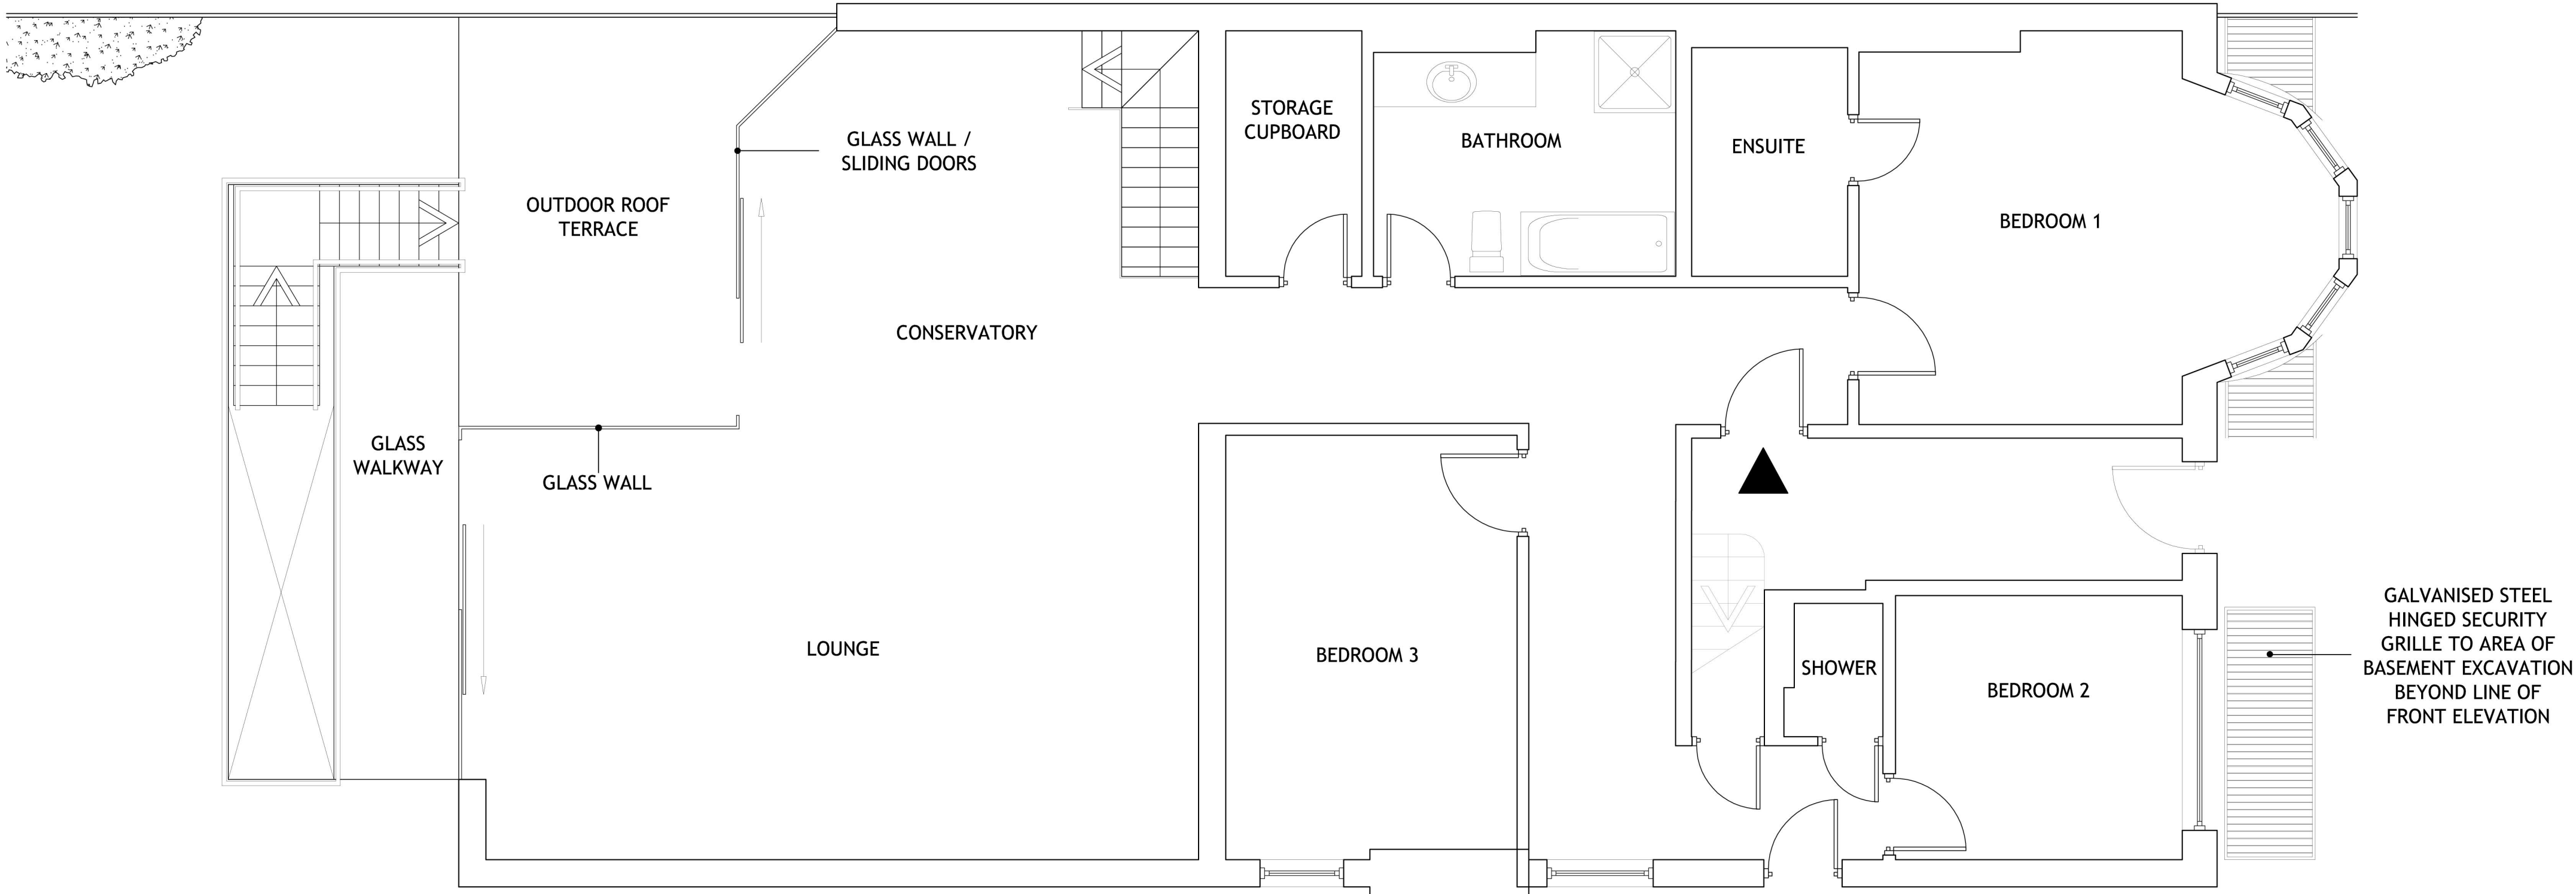 STORAGE
CUPBOARD
BATHROOM
ENSUITE
BEDROOM 1
GLASS WALL /
SLIDING DOORS
OUTDOOR ROOF
TERRACE
CONSERVATORY
GLASS
WALKWAY
GLASS WALL
LOUNGE
BEDROOM 3
SHOWER
BEDROOM 2
GALVANISED STEEL
HINGED SECURITY
GRILLE TO AREA OF
BASEMENT EXCAVATION
BEYOND LINE OF
FRONT ELEVATION